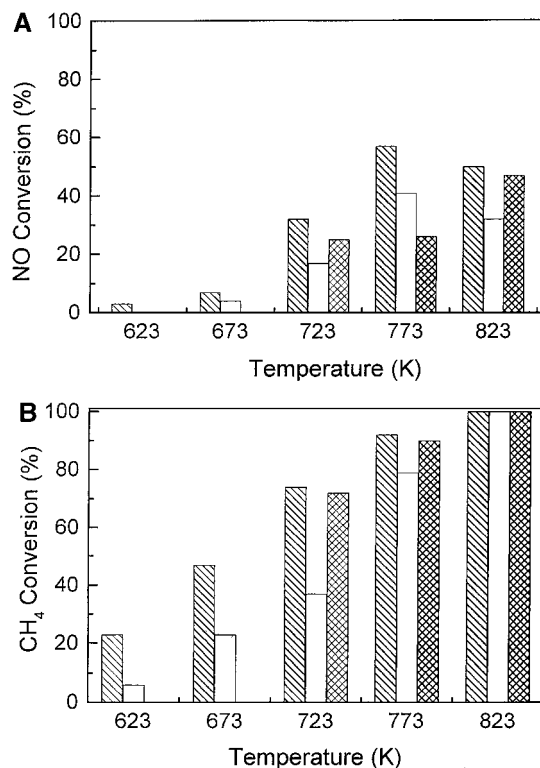 A
NO Conversion (%)
100
80
60
40
20
0
623 673 723 773 823
Temperature (K)
B
CH4 Conversion (%)
100
80
60
40
20
0
623 673 723 773 823
Temperature (K)